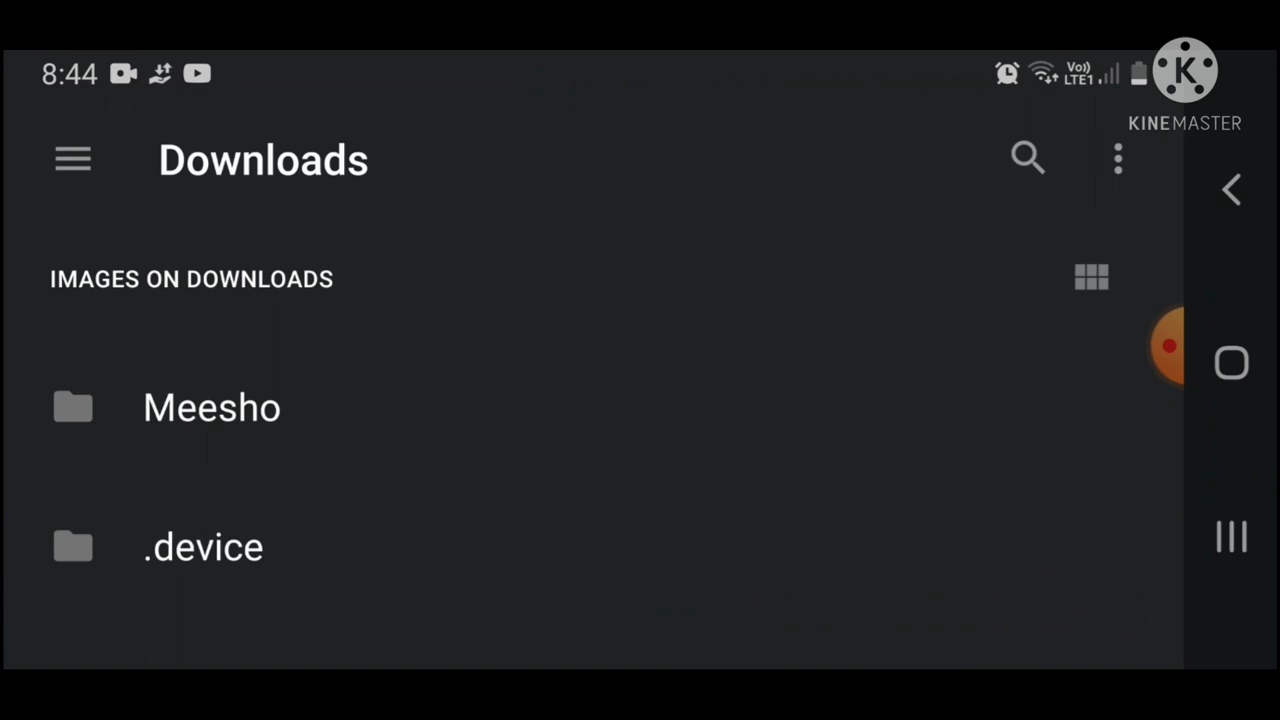 8:44
Vo))
LTE1
K
KINEMASTER
Downloads
IMAGES ON DOWNLOADS
Meesho
.device